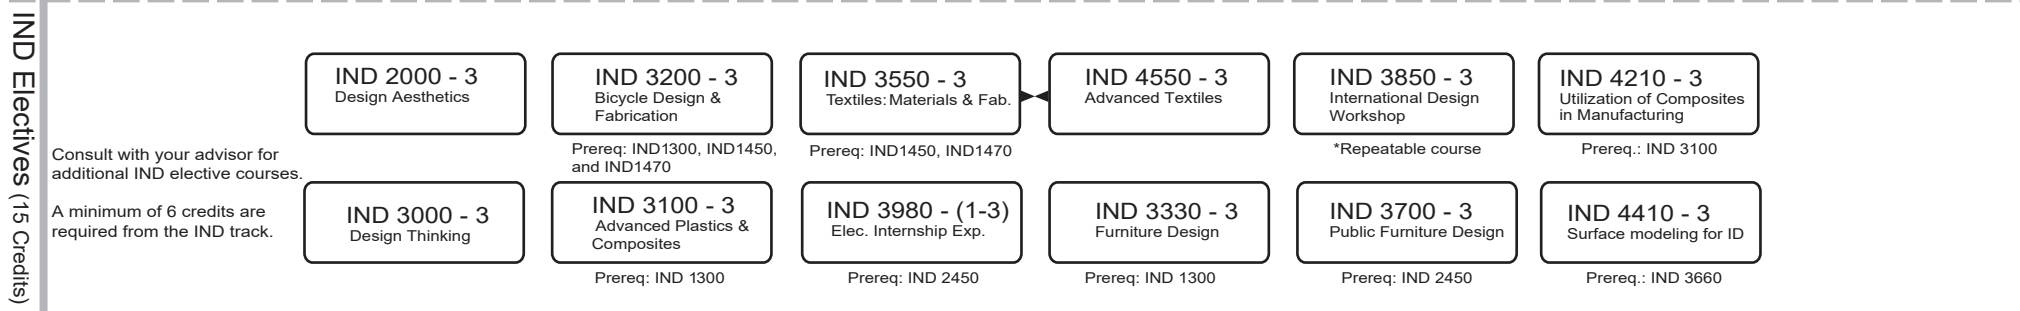 IND Electives (15 Credits)
Consult with your advisor for
additional IND elective courses.
A minimum of 6 credits are
required from the IND track.
IND 2000 - 3
Design Aesthetics
IND 3200 - 3
Bicycle Design &
Fabrication
Prereq: IND1300, IND1450,
and IND1470
IND 3550 - 3
Textiles: Materials & Fab.
Prereq: IND1450, IND1470
IND 4550 - 3
Advanced Textiles
IND 3850 - 3
International Design
Workshop
*Repeatable course
IND 4210 - 3
Utilization of Composites
in Manufacturing
Prereq.: IND 3100
IND 3000 - 3
Design Thinking
IND 3100 - 3
Advanced Plastics &
Composites
Prereq: IND 1300
IND 3980 - (1-3)
Elec. Internship Exp.
Prereq: IND 2450
IND 3330 - 3
Furniture Design
Prereq: IND 1300
IND 3700 - 3
Public Furniture Design
Prereq: IND 2450
IND 4410 - 3
Surface modeling for ID
Prereq.: IND 3660